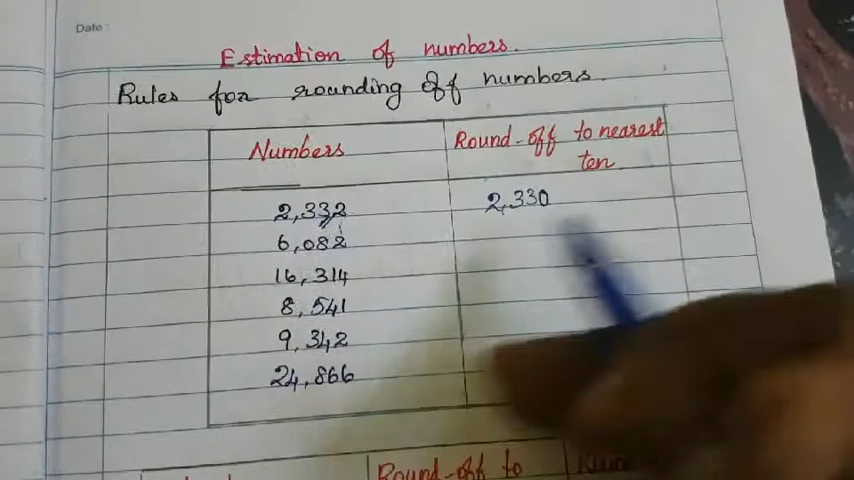 Date :
Estimation of numbers.
Rules for rounding off numbers.
Numbers Round-off to nearest ten
2,332 2,330
6,082
16,314
8,541
9,342
24,866
Round-off to